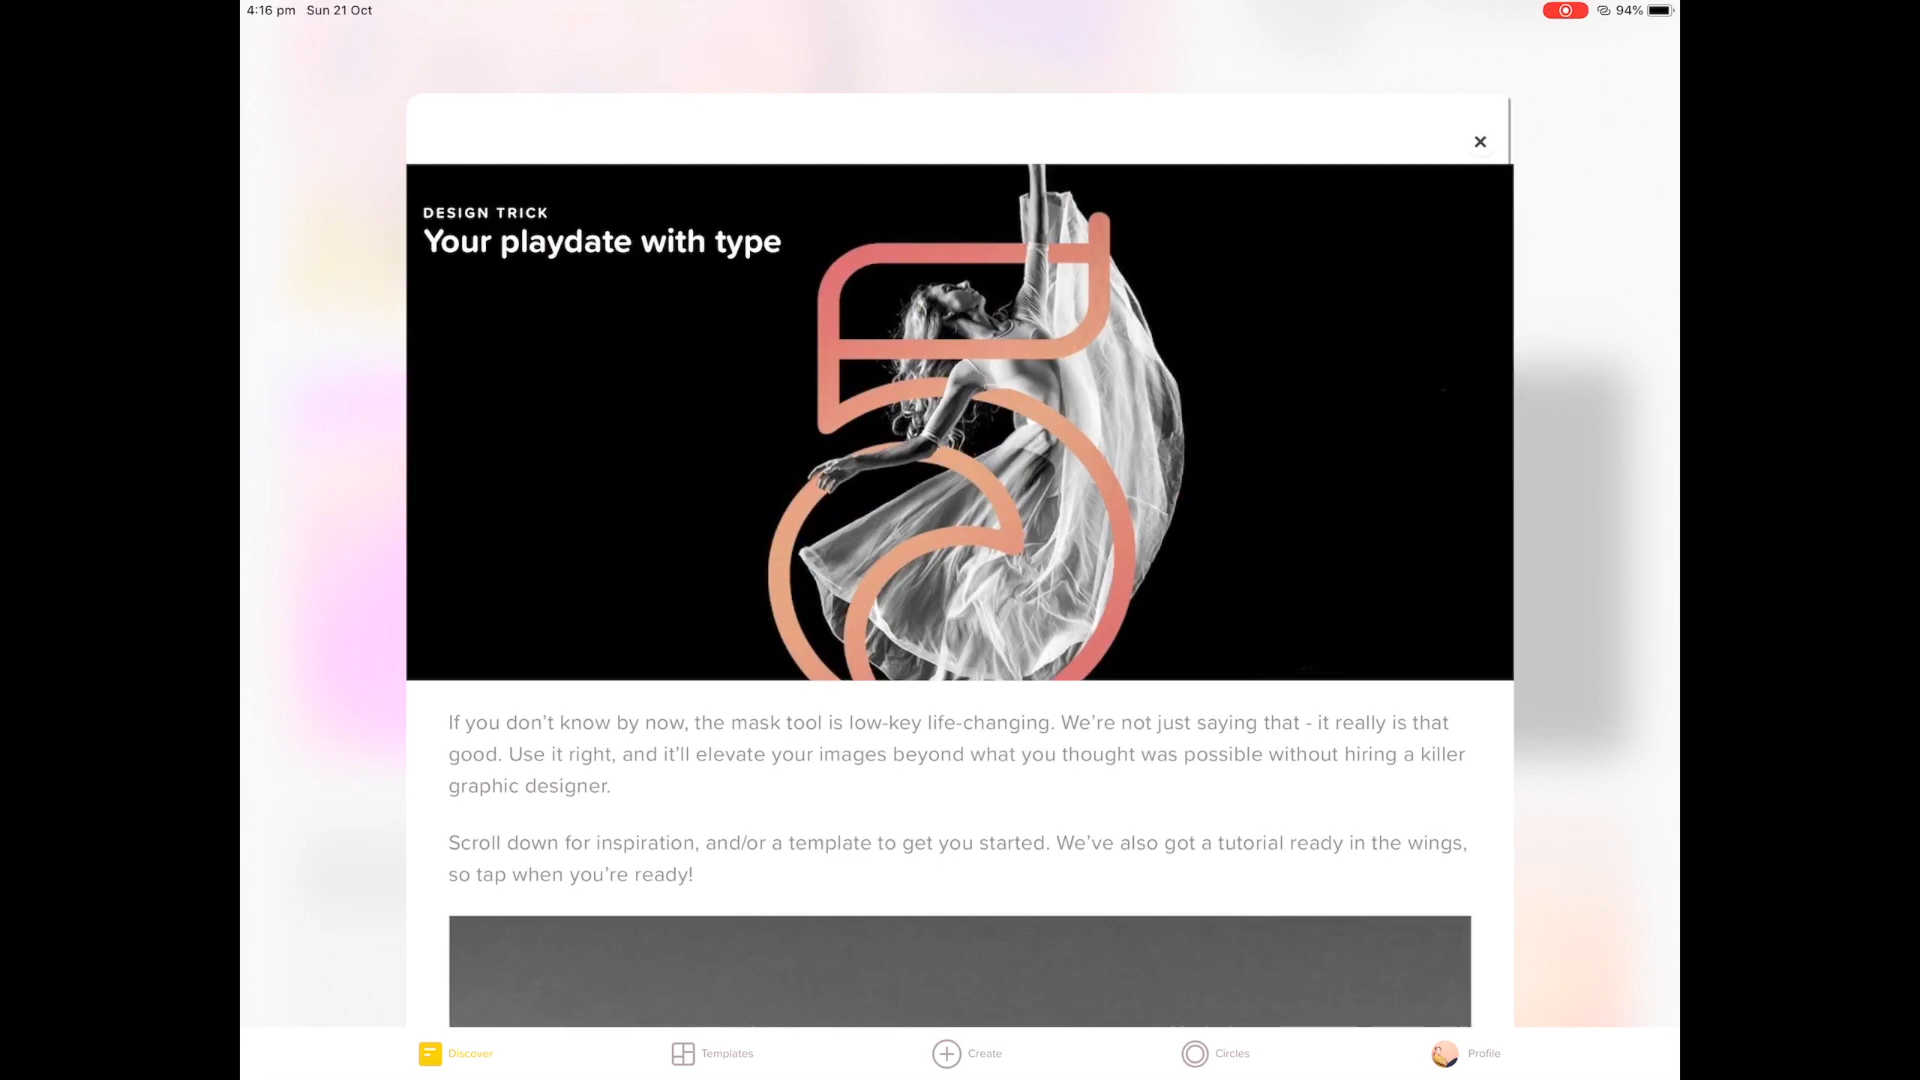 4:16 pm Sun 21 Oct
94%
DESIGN TRICK
Your playdate with type
5
If you don't know by now, the mask tool is low-key life-changing. We're not just saying that - it really is that
good. Use it right, and it'll elevate your images beyond what you thought was possible without hiring a killer
graphic designer.
Scroll down for inspiration, and/or a template to get you started. We've also got a tutorial ready in the wings,
so tap when you're ready!
Discover Templates Create Circles Profile